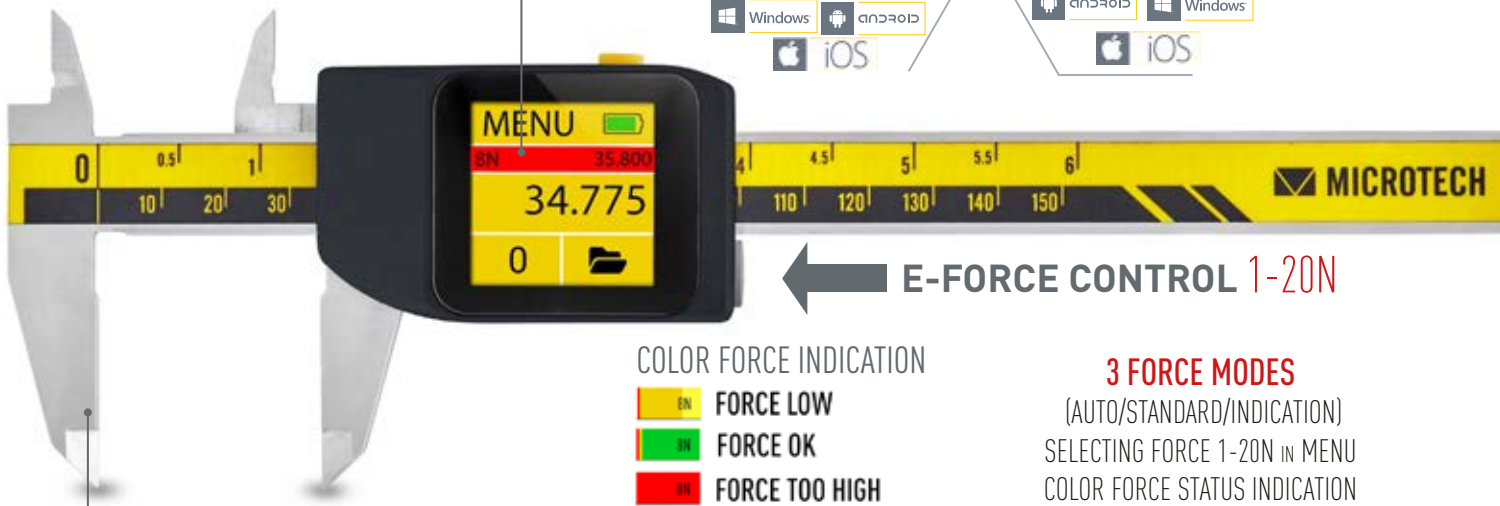 Windows ANDROID
iOS
ANDROID Windows
iOS
MENU
8N 35.800
34.775
0
0 0.5 1
10 20 30
4 4.5 5 5.5 6
110 120 130 140 150
MICROTECH
E-FORCE CONTROL 1-20N
COLOR FORCE INDICATION
8N FORCE LOW
8N FORCE OK
8N FORCE TOO HIGH
3 FORCE MODES
(AUTO/STANDARD/INDICATION)
SELECTING FORCE 1-20N IN MENU
COLOR FORCE STATUS INDICATION